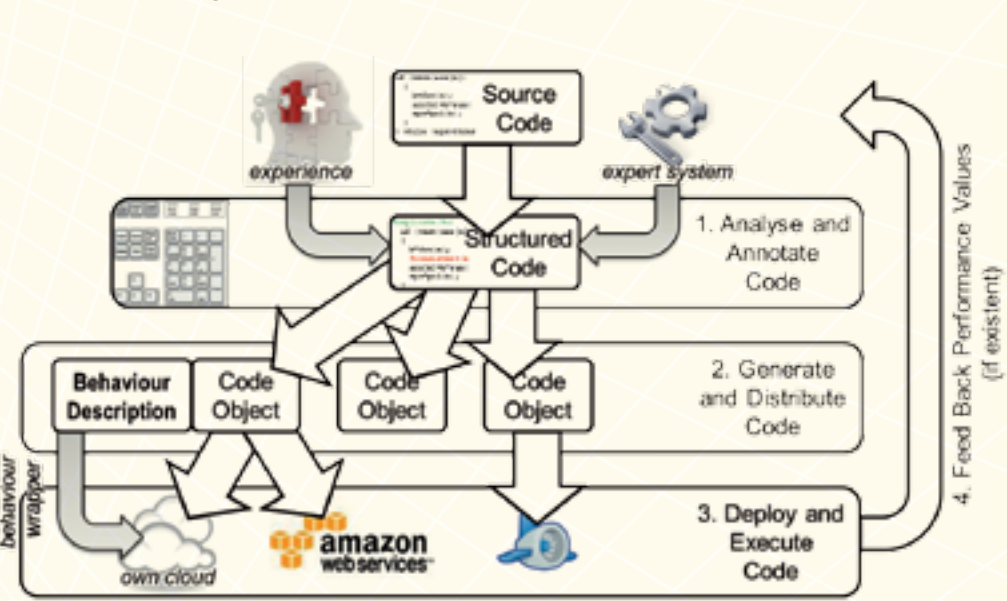 Source
Code
experience
expert system
Structured
Code
1. Analyse and
Annotate
Code
Behaviour
Description
Code
Object
Code
Object
Code
Object
2. Generate
and Distribute
Code
behaviour
wrapper
own cloud
amazon
webservices
3. Deploy and
Execute
Code
4. Feed Back Performance Values
(if existent)